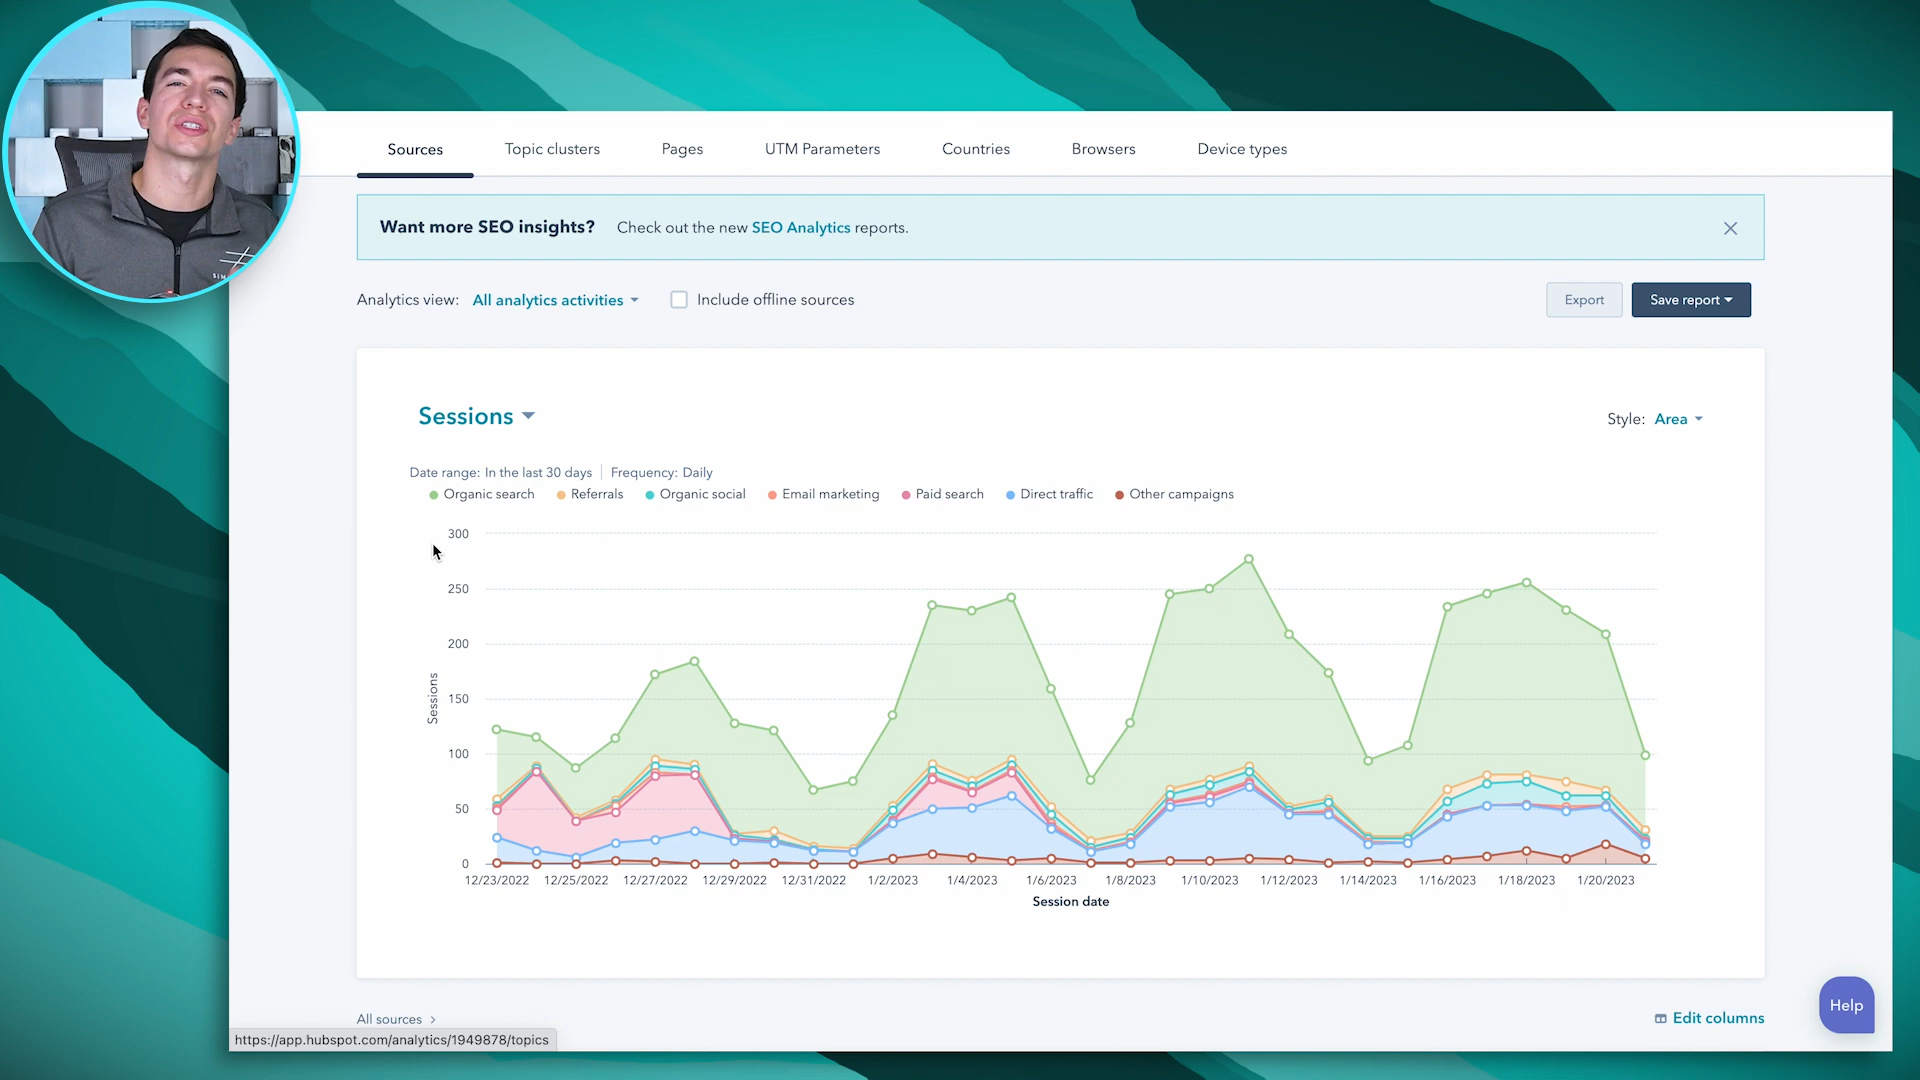 Sources Topic clusters Pages UTM Parameters Countries Browsers Device types
Want more SEO insights? Check out the new SEO Analytics reports.
Analytics view: All analytics activities Include offline sources Export Save report
Sessions
Style: Area
Date range: In the last 30 days Frequency: Daily
Organic search Referrals Organic social Email marketing Paid search Direct traffic Other campaigns
300
250
200
150
100
50
0
Sessions
12/23/2022 12/25/2022 12/27/2022 12/29/2022 12/31/2022 1/2/2023 1/4/2023 1/6/2023 1/8/2023 1/10/2023 1/12/2023 1/14/2023 1/16/2023 1/18/2023 1/20/2023
Session date
Help
All sources Edit columns
https://app.hubspot.com/analytics/1949878/topics